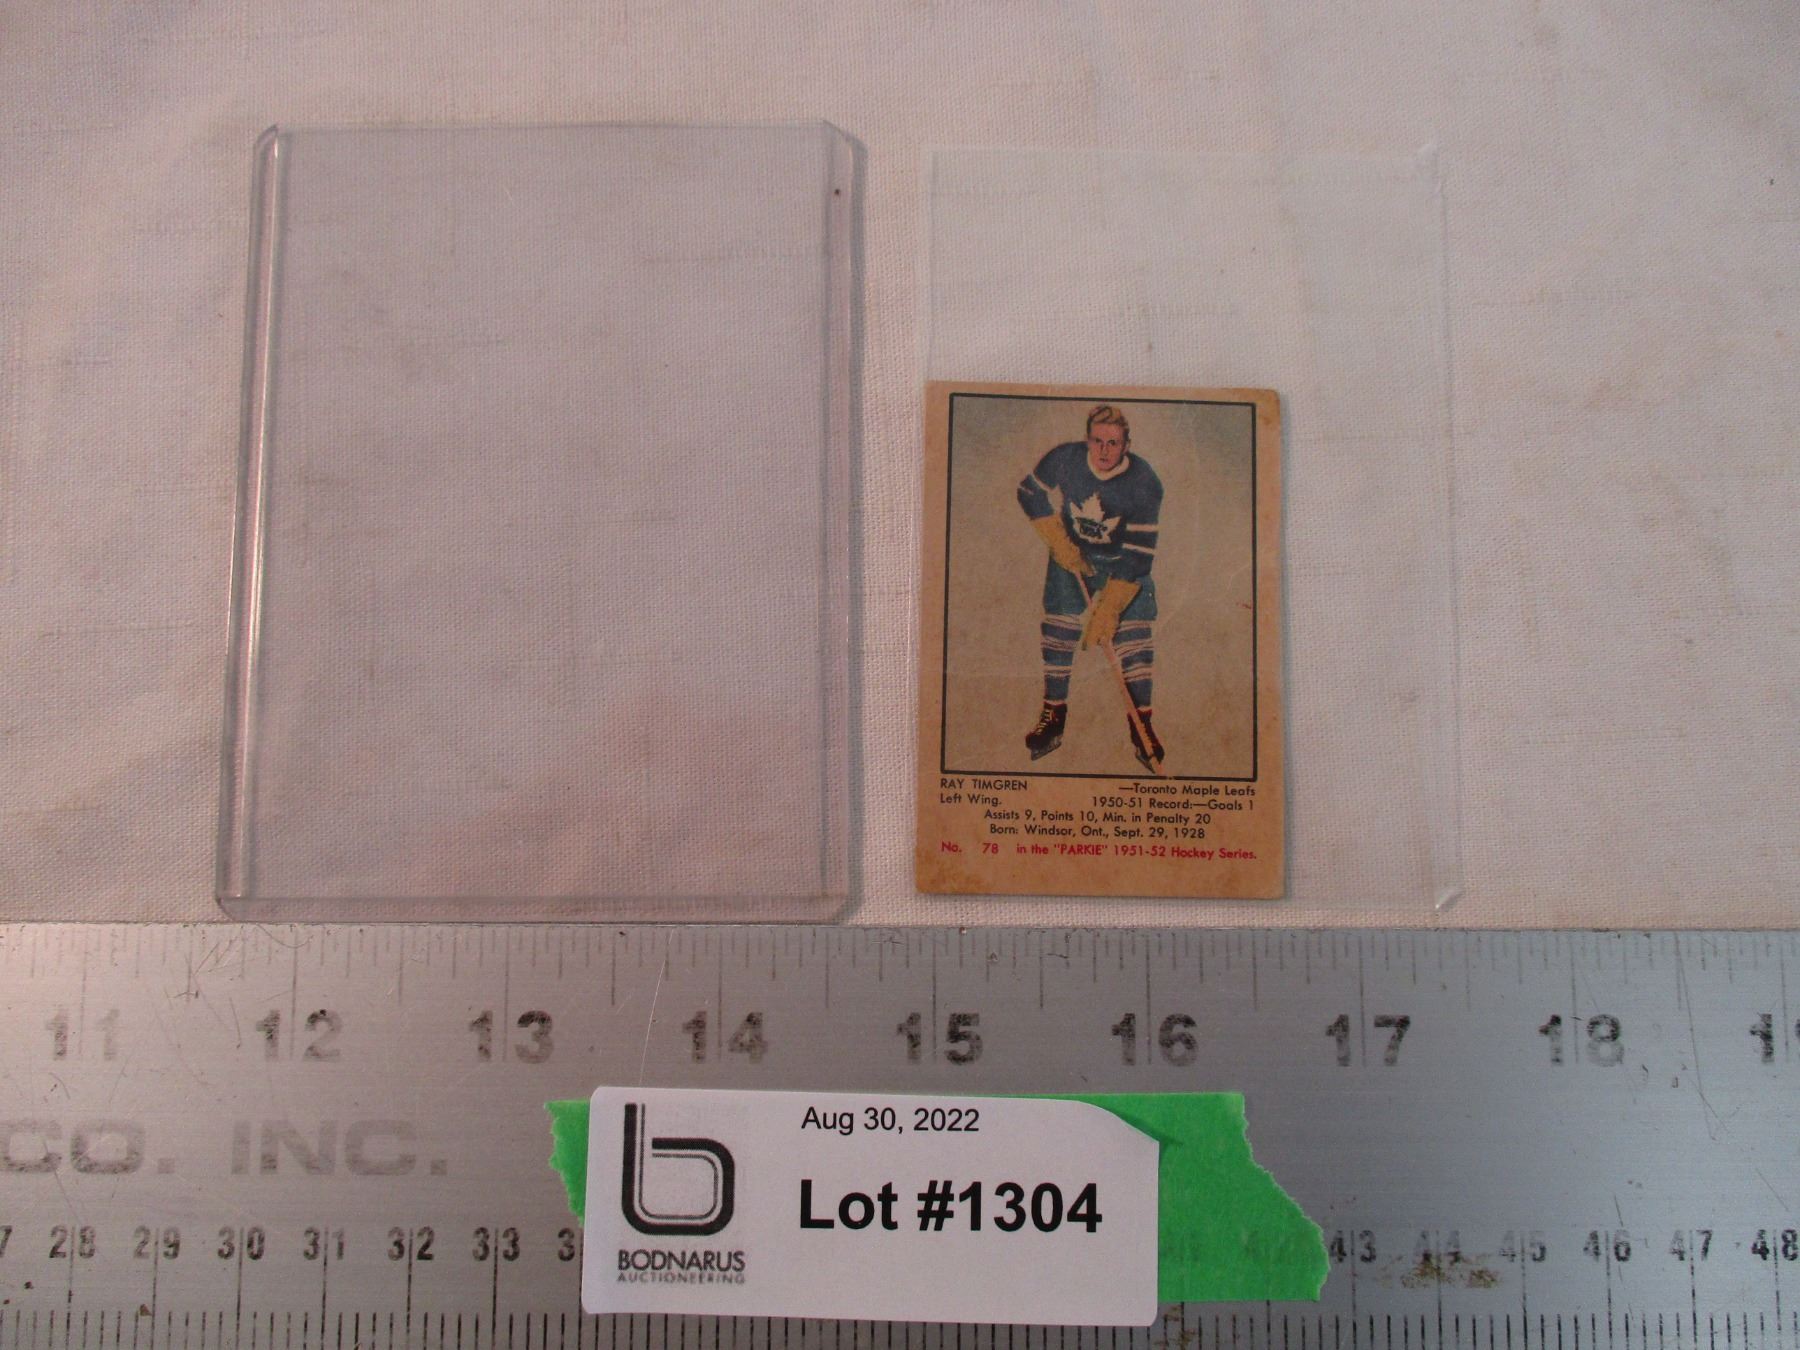 RAY TIMGREN —Toronto Maple Leafs
Left Wing. 1950-51 Record:—Goals 1
Assists 9, Points 10, Min. in Penalty 20
Born: Windsor, Ont., Sept. 29, 1928
No. 78 in the "PARKIE" 1951-52 Hockey Series.
11 12 13 14 15 16 17 18
CO. INC.
28 29 30 31 32 33 43 44 45 46 47 48
Aug 30, 2022
Lot #1304
b
BODNARUS
AUCTIONEERING